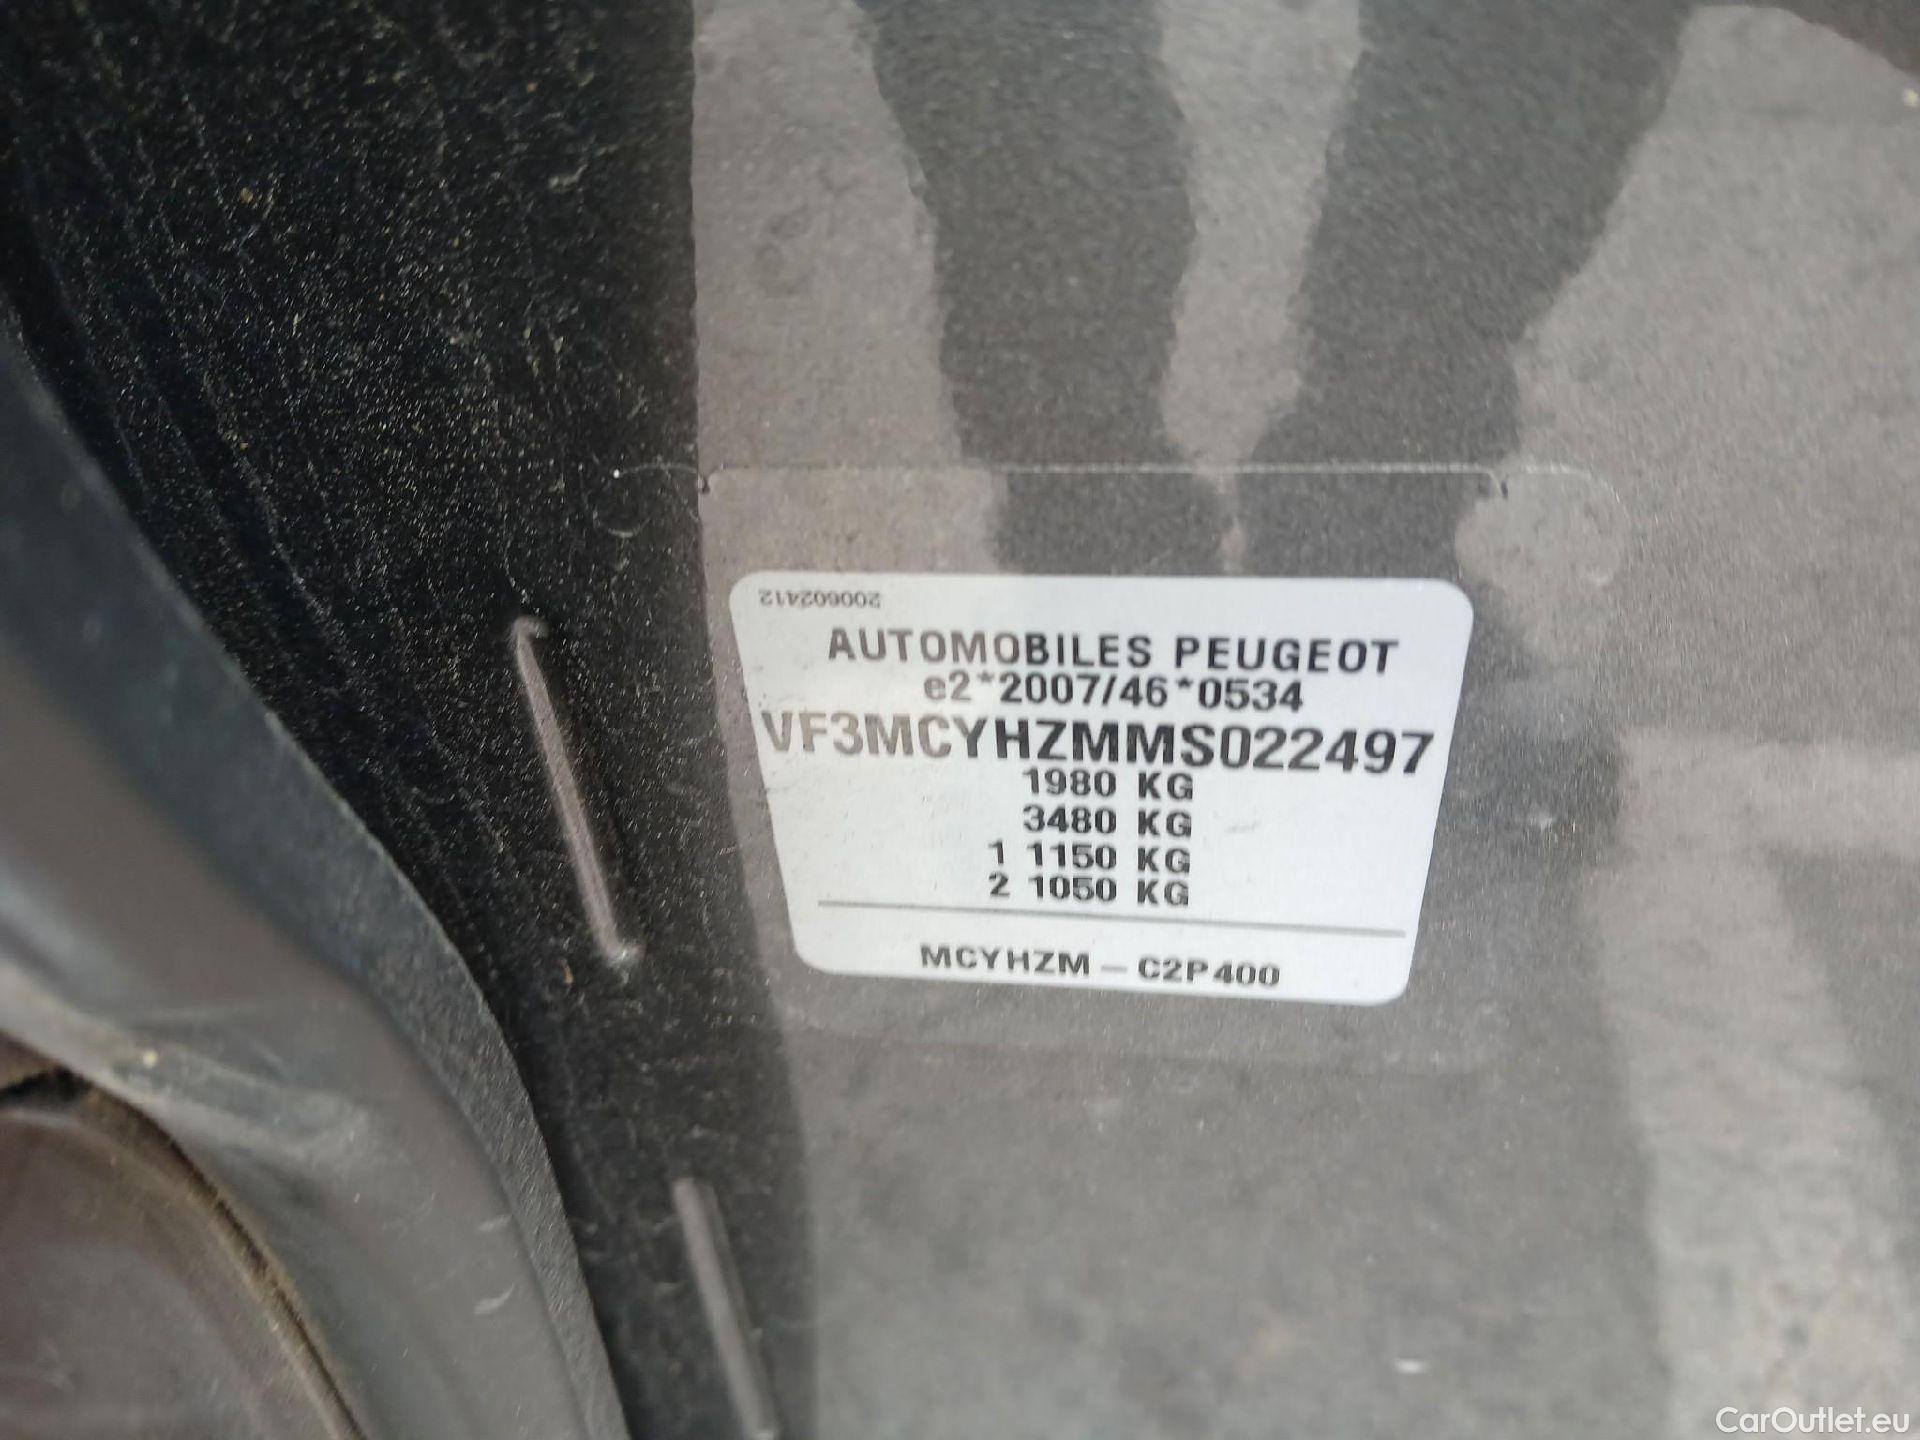 200602412
AUTOMOBILES PEUGEOT
e2*2007/46*0534
VF3MCYHZMMS022497
1980 KG
3480 KG
1 1150 KG
2 1050 KG
MCYHZM - C2P400
CarOutlet.eu